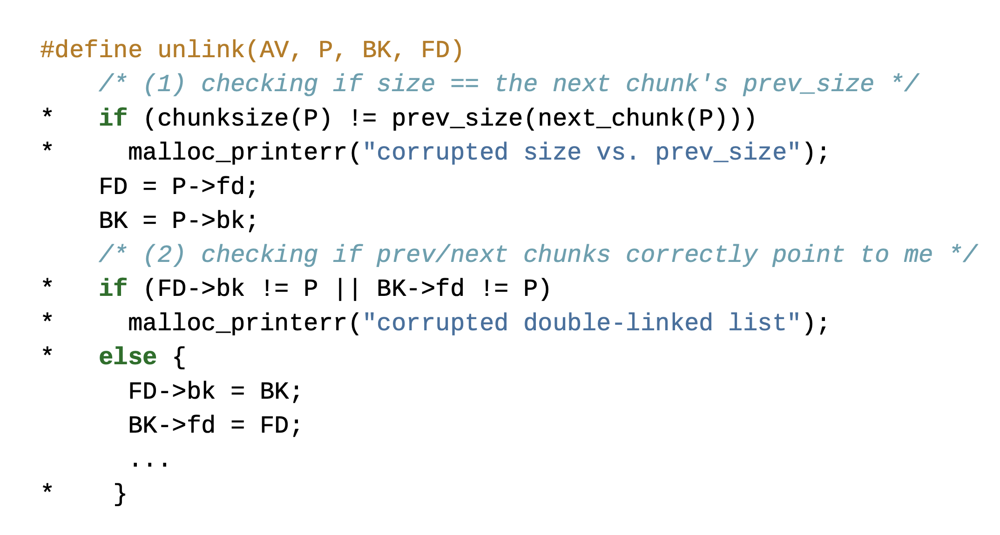 #define unlink(AV, P, BK, FD)
    /* (1) checking if size == the next chunk's prev_size */
*   if (chunksize(P) != prev_size(next_chunk(P)))
*     malloc_printerr("corrupted size vs. prev_size");
    FD = P->fd;
    BK = P->bk;
    /* (2) checking if prev/next chunks correctly point to me */
*   if (FD->bk != P || BK->fd != P)
*     malloc_printerr("corrupted double-linked list");
*   else {
      FD->bk = BK;
      BK->fd = FD;
      ...
*    }